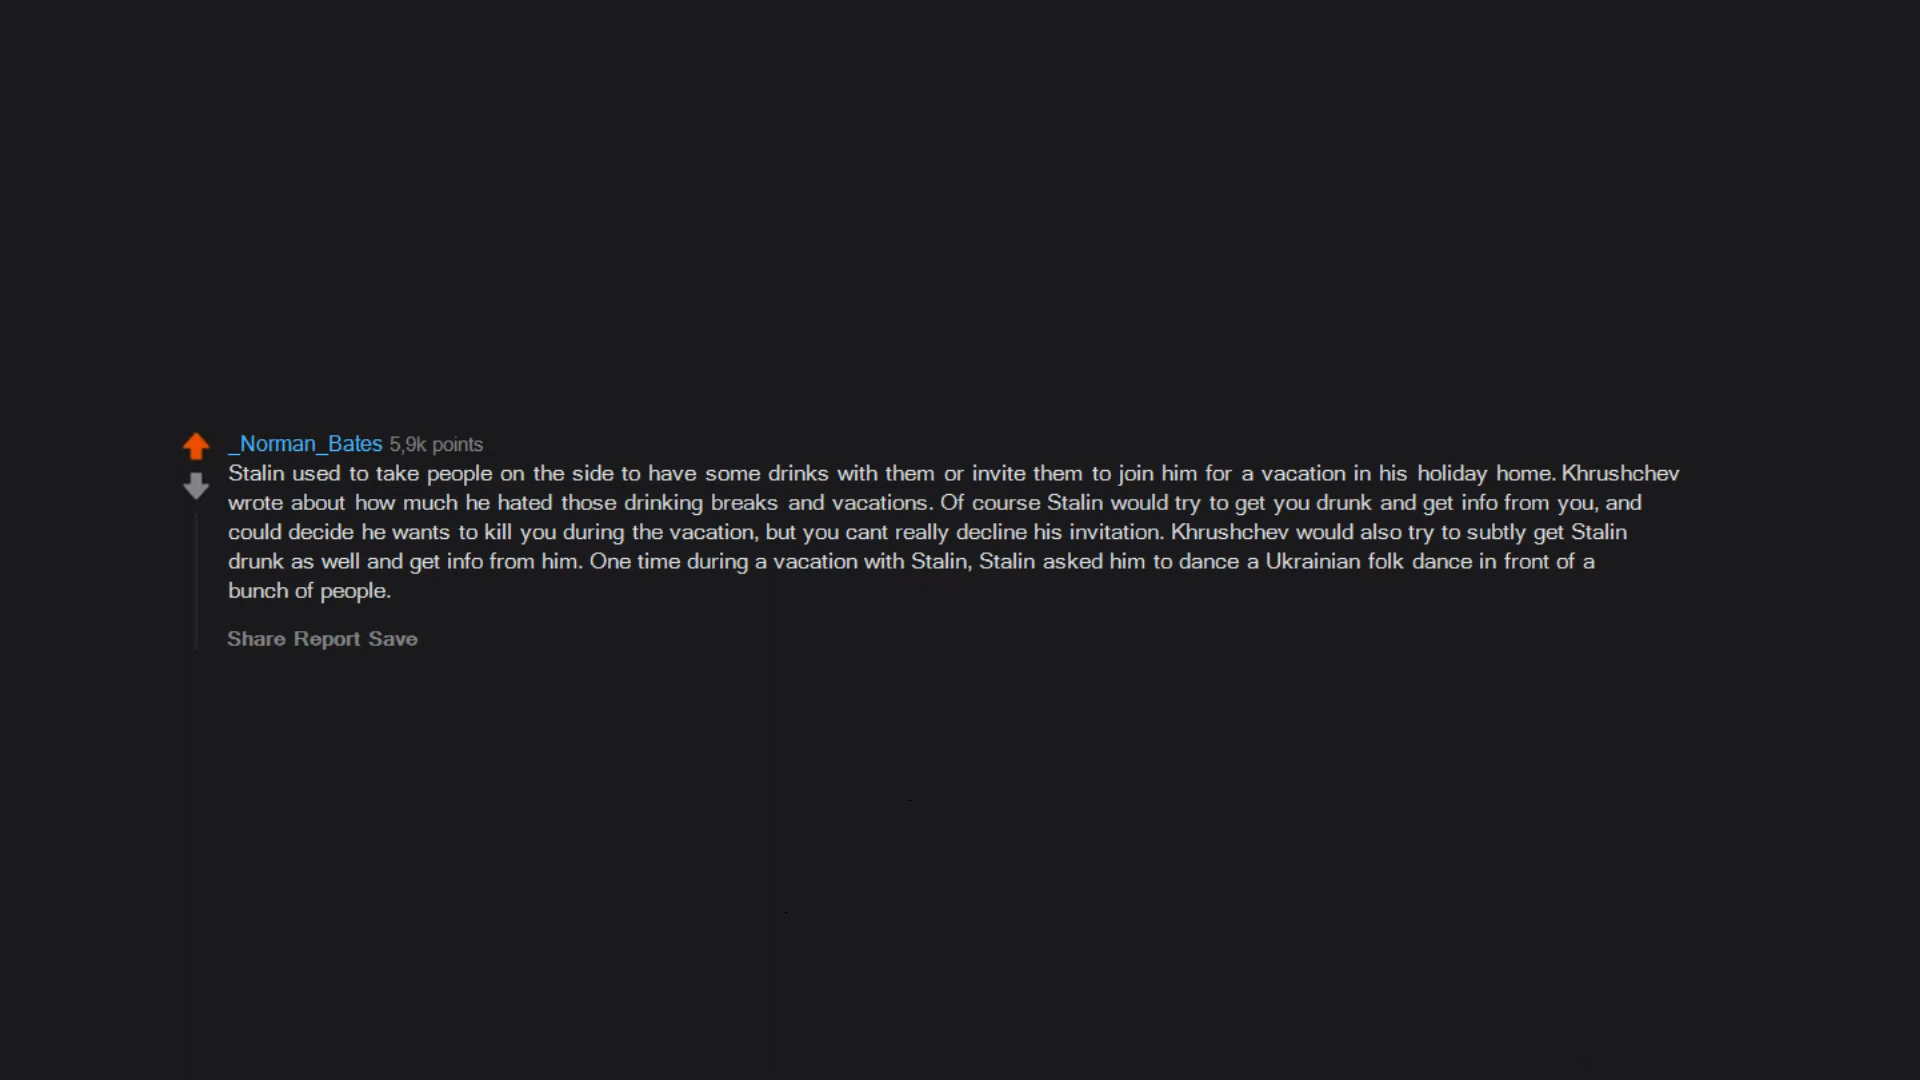 _Norman_Bates 5,9k points
Stalin used to take people on the side to have some drinks with them or invite them to join him for a vacation in his holiday home. Khrushchev
wrote about how much he hated those drinking breaks and vacations. Of course Stalin would try to get you drunk and get info from you, and
could decide he wants to kill you during the vacation, but you cant really decline his invitation. Khrushchev would also try to subtly get Stalin
drunk as well and get info from him. One time during a vacation with Stalin, Stalin asked him to dance a Ukrainian folk dance in front of a
bunch of people.
Share Report Save